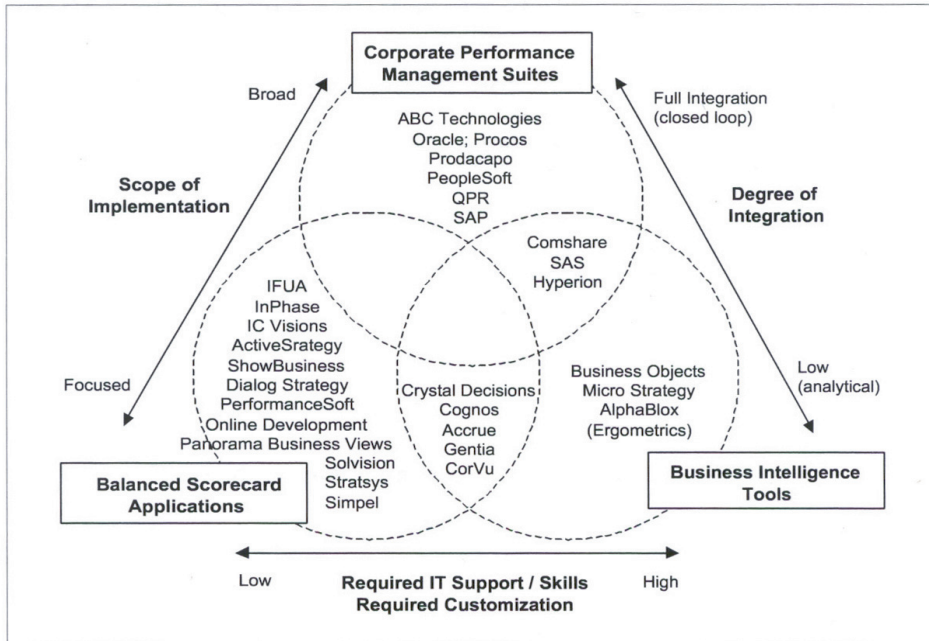 Corporate Performance
Management Suites
Broad
Full Integration
(closed loop)
ABC Technologies
Oracle; Procos
Prodacapo
PeopleSoft
QPR
SAP
Scope of
Implementation
Degree of
Integration
Comshare
SAS
Hyperion
IFUA
InPhase
IC Visions
ActiveSrategy
ShowBusiness
Dialog Strategy
PerformanceSoft
Online Development
Panorama Business Views
Solvision
Stratsys
Simpel
Focused
Crystal Decisions
Cognos
Accrue
Gentia
CorVu
Business Objects
Micro Strategy
AlphaBlox
(Ergometrics)
Low
(analytical)
Balanced Scorecard
Applications
Business Intelligence
Tools
Low
Required IT Support / Skills
Required Customization
High